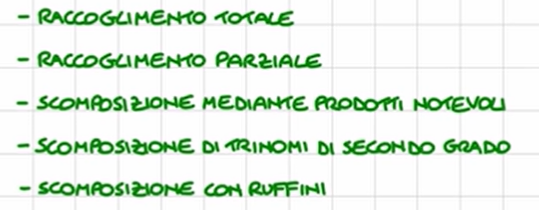 - RACCOGLIMENTO TOTALE
- RACCOGLIMENTO PARZIALE
- SCOMPOSIZIONE MEDIANTE PRODOTTI NOTEVOLI
- SCOMPOSIZIONE DI TRINOMI DI SECONDO GRADO
- SCOMPOSIZIONE CON RUFFINI